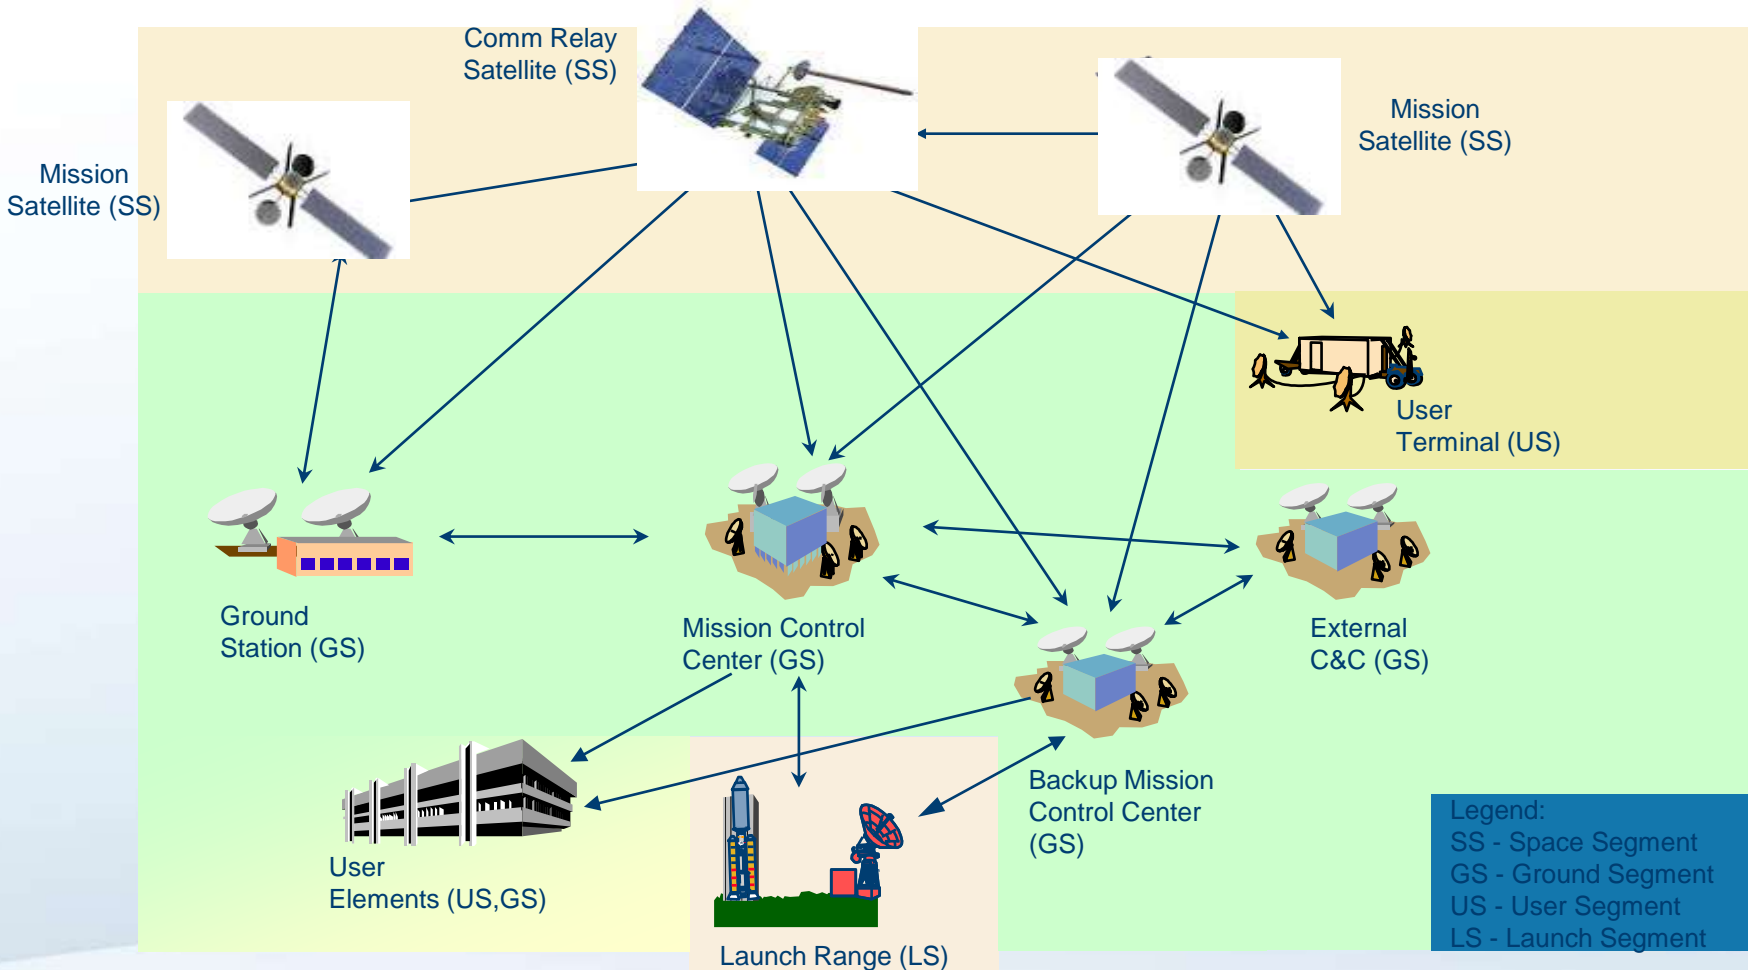 Comm Relay
Satellite (SS)
Mission
Satellite (SS)
Mission
Satellite (SS)
User
Terminal (US)
Ground
Station (GS)
Mission Control
Center (GS)
External
C&C (GS)
Backup Mission
Control Center
(GS)
User
Elements (US,GS)
Launch Range (LS)
Legend:
SS - Space Segment
GS - Ground Segment
US - User Segment
LS - Launch Segment